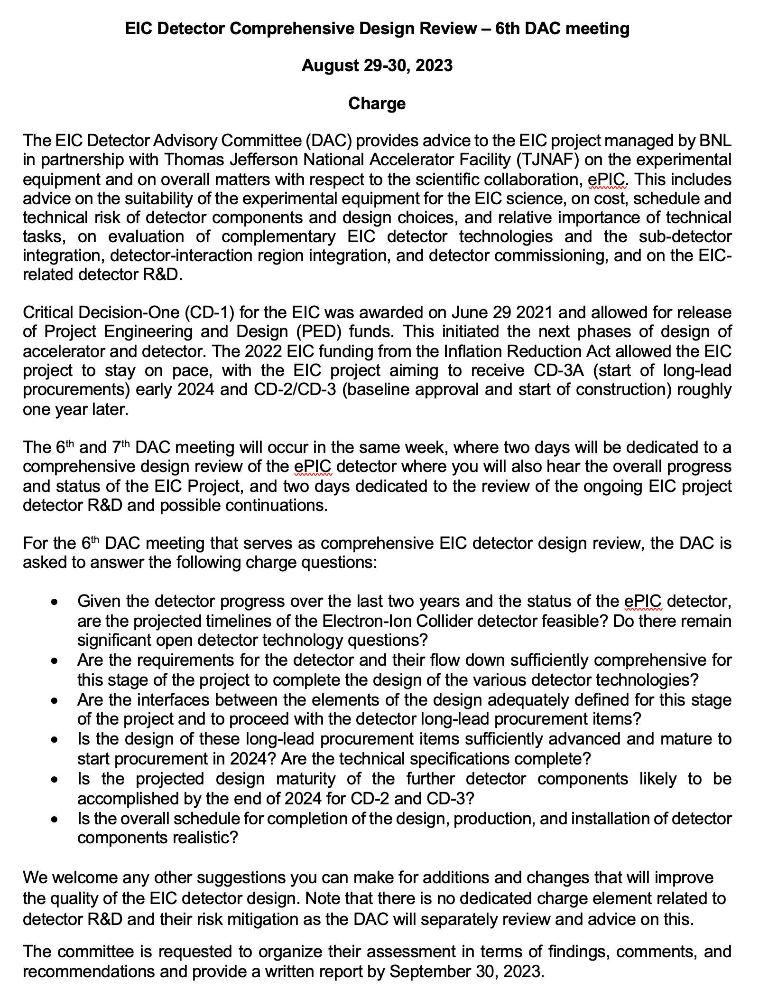 EIC Detector Comprehensive Design Review – 6th DAC meeting
August 29-30, 2023
Charge
The EIC Detector Advisory Committee (DAC) provides advice to the EIC project managed by BNL
in partnership with Thomas Jefferson National Accelerator Facility (TJNAF) on the experimental
equipment and on overall matters with respect to the scientific collaboration, ePIC. This includes
advice on the suitability of the experimental equipment for the EIC science, on cost, schedule and
technical risk of detector components and design choices, and relative importance of technical
tasks, on evaluation of complementary EIC detector technologies and the sub-detector
integration, detector-interaction region integration, and detector commissioning, and on the EIC-
related detector R&D.
Critical Decision-One (CD-1) for the EIC was awarded on June 29 2021 and allowed for release
of Project Engineering and Design (PED) funds. This initiated the next phases of design of
accelerator and detector. The 2022 EIC funding from the Inflation Reduction Act allowed the EIC
project to stay on pace, with the EIC project aiming to receive CD-3A (start of long-lead
procurements) early 2024 and CD-2/CD-3 (baseline approval and start of construction) roughly
one year later.
The 6th and 7th DAC meeting will occur in the same week, where two days will be dedicated to a
comprehensive design review of the ePIC detector where you will also hear the overall progress
and status of the EIC Project, and two days dedicated to the review of the ongoing EIC project
detector R&D and possible continuations.
For the 6th DAC meeting that serves as comprehensive EIC detector design review, the DAC is
asked to answer the following charge questions:
• Given the detector progress over the last two years and the status of the ePIC detector,
are the projected timelines of the Electron-Ion Collider detector feasible? Do there remain
significant open detector technology questions?
• Are the requirements for the detector and their flow down sufficiently comprehensive for
this stage of the project to complete the design of the various detector technologies?
• Are the interfaces between the elements of the design adequately defined for this stage
of the project and to proceed with the detector long-lead procurement items?
• Is the design of these long-lead procurement items sufficiently advanced and mature to
start procurement in 2024? Are the technical specifications complete?
• Is the projected design maturity of the further detector components likely to be
accomplished by the end of 2024 for CD-2 and CD-3?
• Is the overall schedule for completion of the design, production, and installation of detector
components realistic?
We welcome any other suggestions you can make for additions and changes that will improve
the quality of the EIC detector design. Note that there is no dedicated charge element related to
detector R&D and their risk mitigation as the DAC will separately review and advice on this.
The committee is requested to organize their assessment in terms of findings, comments, and
recommendations and provide a written report by September 30, 2023.